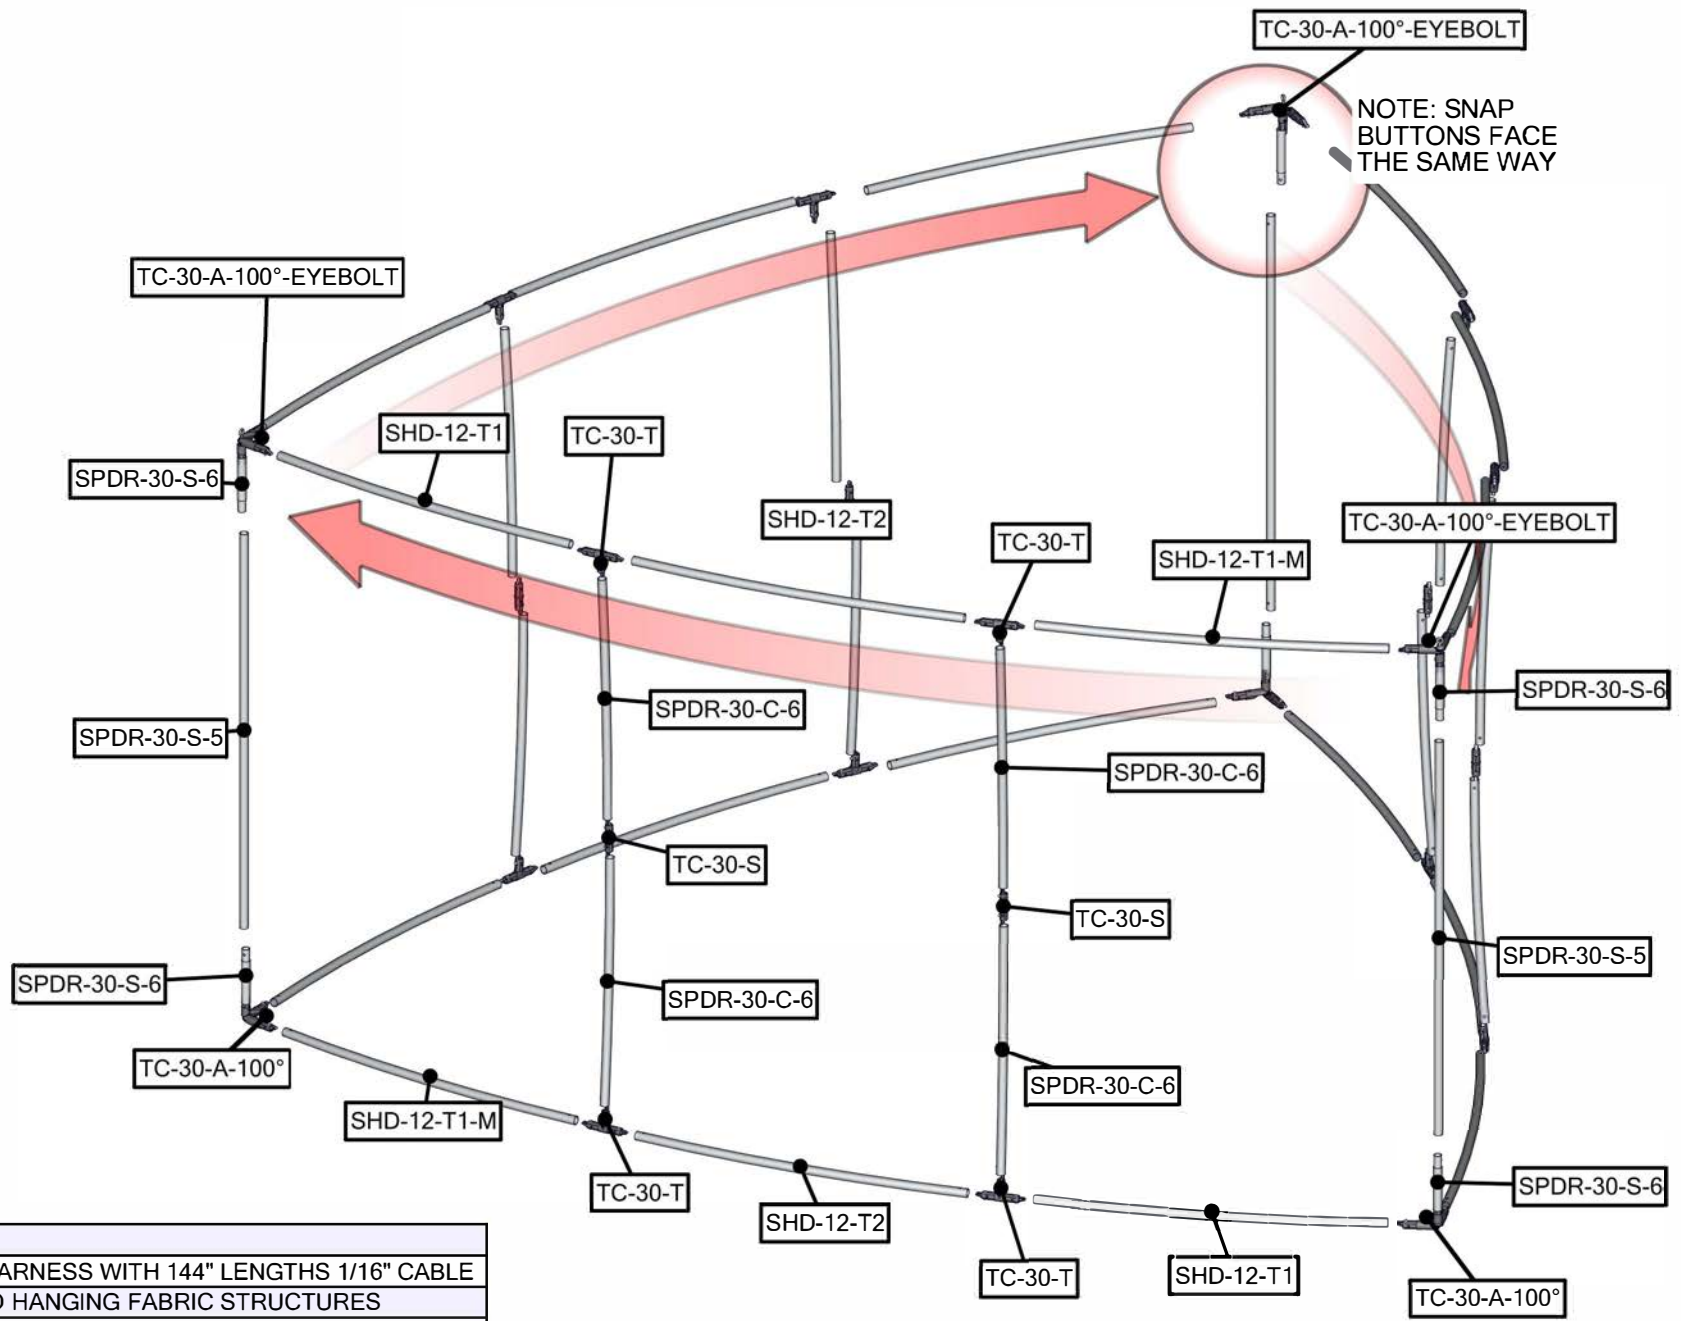 TC-30-A-100°-EYEBOLT
NOTE: SNAP
BUTTONS FACE
THE SAME WAY
TC-30-A-100°-EYEBOLT
SHD-12-T1
TC-30-T
SPDR-30-S-6
SHD-12-T2
TC-30-A-100°-EYEBOLT
TC-30-T
SHD-12-T1-M
SPDR-30-S-6
SPDR-30-C-6
SPDR-30-S-5
SPDR-30-C-6
TC-30-S
TC-30-S
SPDR-30-S-5
SPDR-30-S-6
SPDR-30-C-6
TC-30-A-100°
SPDR-30-C-6
SHD-12-T1-M
TC-30-T
SPDR-30-S-6
SHD-12-T2
TC-30-T
SHD-12-T1
TC-30-A-100°
ARNESS WITH 144" LENGTHS 1/16" CABLE
HANGING FABRIC STRUCTURES